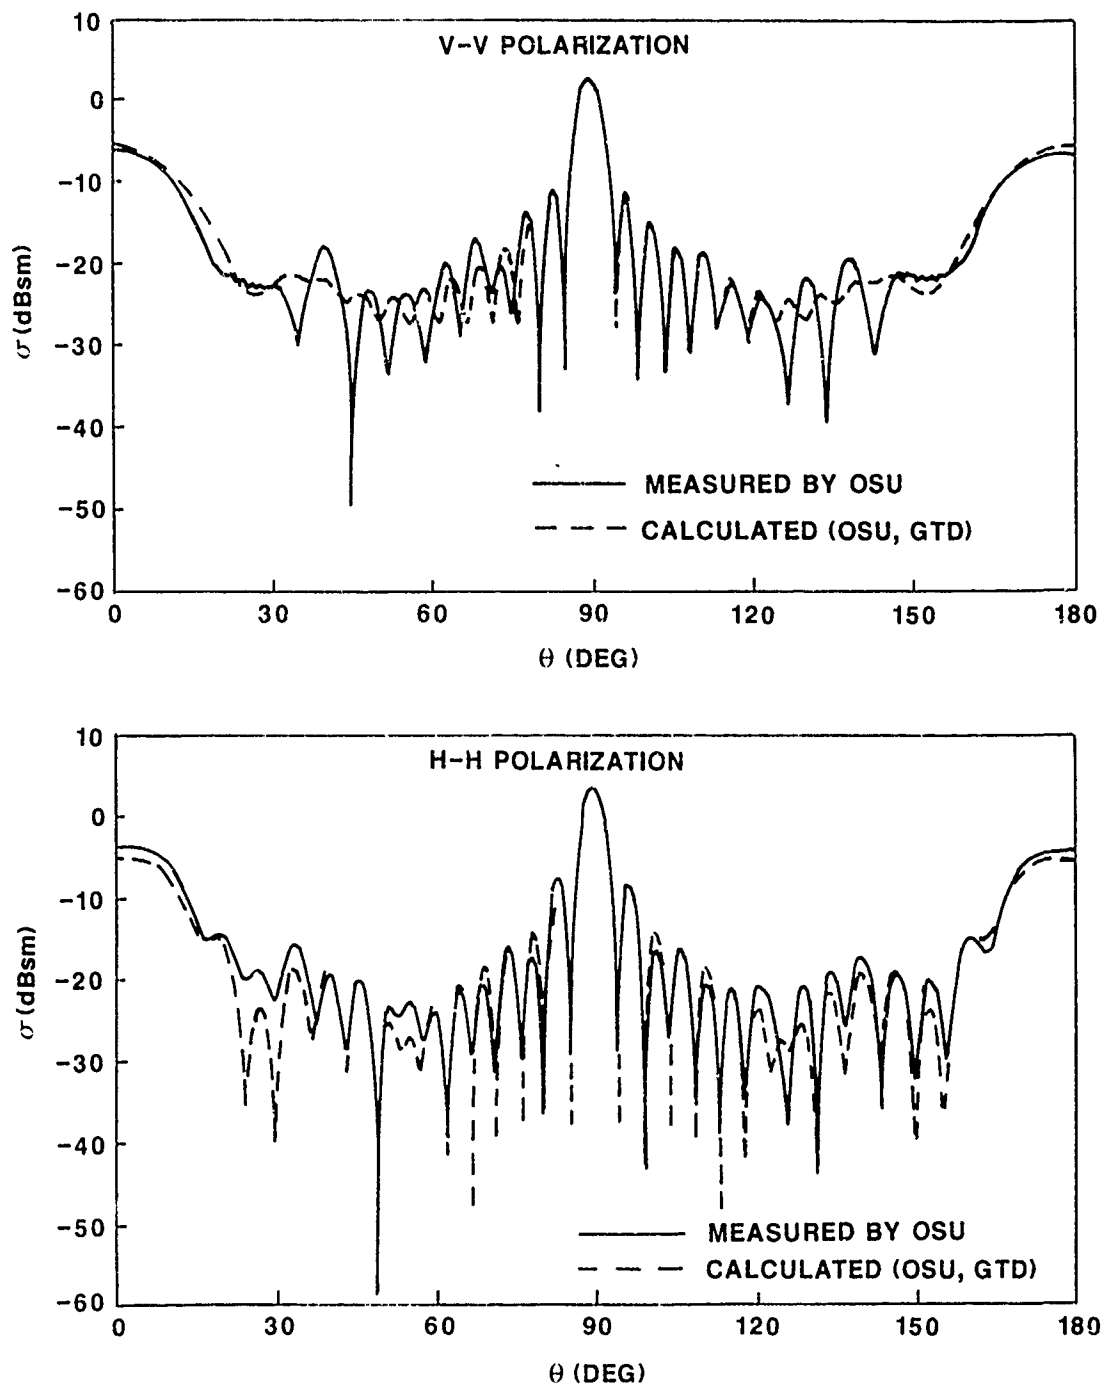 V-V POLARIZATION
10
0
-10
-20
-30
-40
-50
-60
σ (dBsm)
MEASURED BY OSU
CALCULATED (OSU, GTD)
0 30 60 90 120 150 180
θ (DEG)
H-H POLARIZATION
10
0
-10
-20
-30
-40
-50
-60
σ (dBsm)
MEASURED BY OSU
CALCULATED (OSU, GTD)
0 30 60 90 120 150 180
θ (DEG)